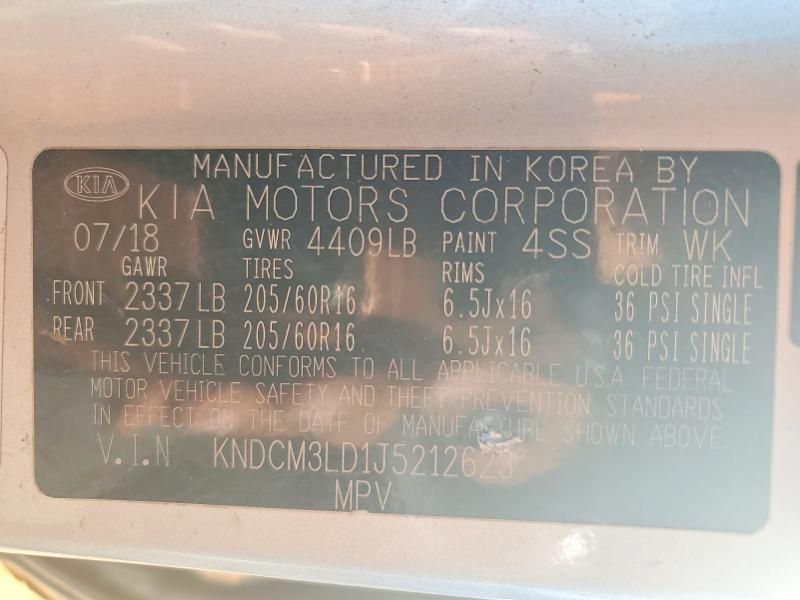 MANUFACTURED IN KOREA BY
KIA KIA MOTORS CORPORATION
07/18 GVWR 4409LB PAINT 4SS TRIM WK
GAWR TIRES RIMS COLD TIRE INFL
FRONT 2337LB 205/60R16 6.5Jx16 36 PSI SINGLE
REAR 2337LB 205/60R16 6.5Jx16 36 PSI SINGLE
THIS VEHICLE CONFORMS TO ALL APPLICABLE U.S.A. FEDERAL
MOTOR VEHICLE SAFETY AND THEFT PREVENTION STANDARDS
IN EFFECT ON THE DATE OF MANUFACTURE SHOWN ABOVE.
V.I.N KNDCM3LD1J5212623
MPV